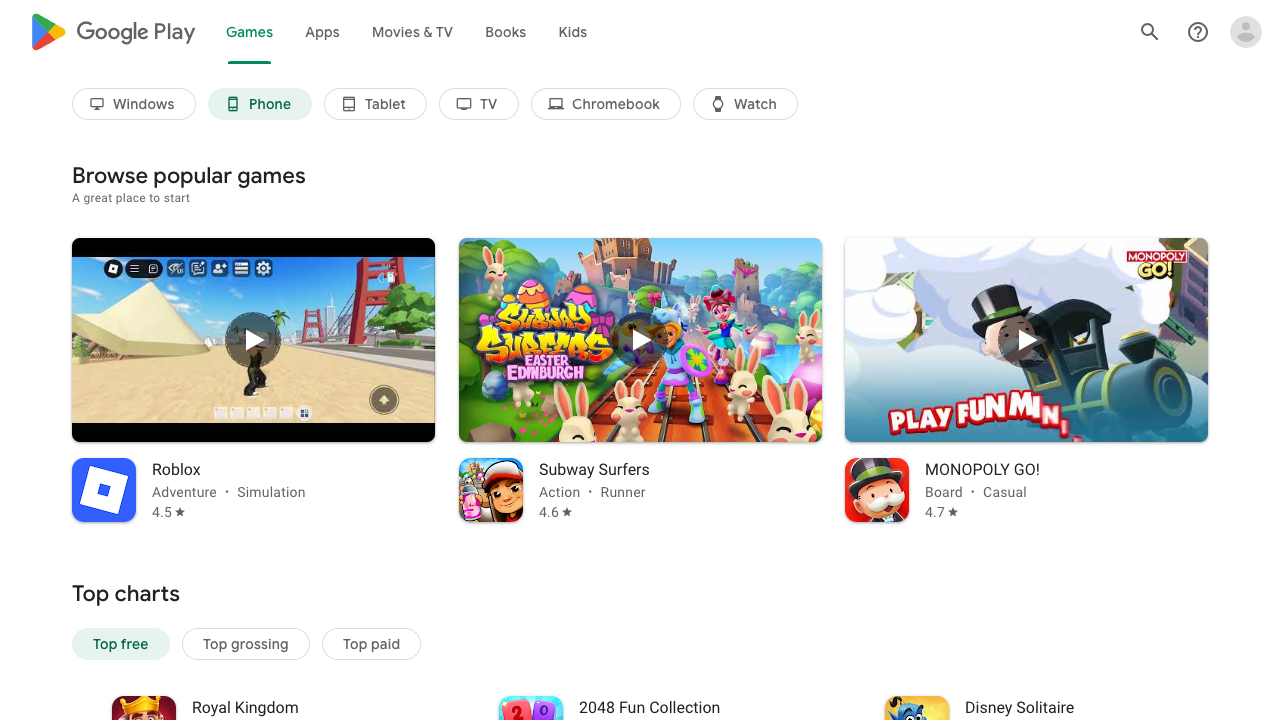 Google Play
Games
Apps
Movies & TV
Books
Kids
Windows
Phone
Tablet
TV
Chromebook
Watch
Browse popular games
A great place to start
SUBWAY
SURFERS
EASTER
EDINBURGH
MONOPOLY
GO!
PLAY FUN MINI
Roblox
Adventure • Simulation
4.5 ★
Subway Surfers
Action • Runner
4.6 ★
MONOPOLY GO!
Board • Casual
4.7 ★
Top charts
Top free
Top grossing
Top paid
Royal Kingdom
2 0
2048 Fun Collection
Disney Solitaire